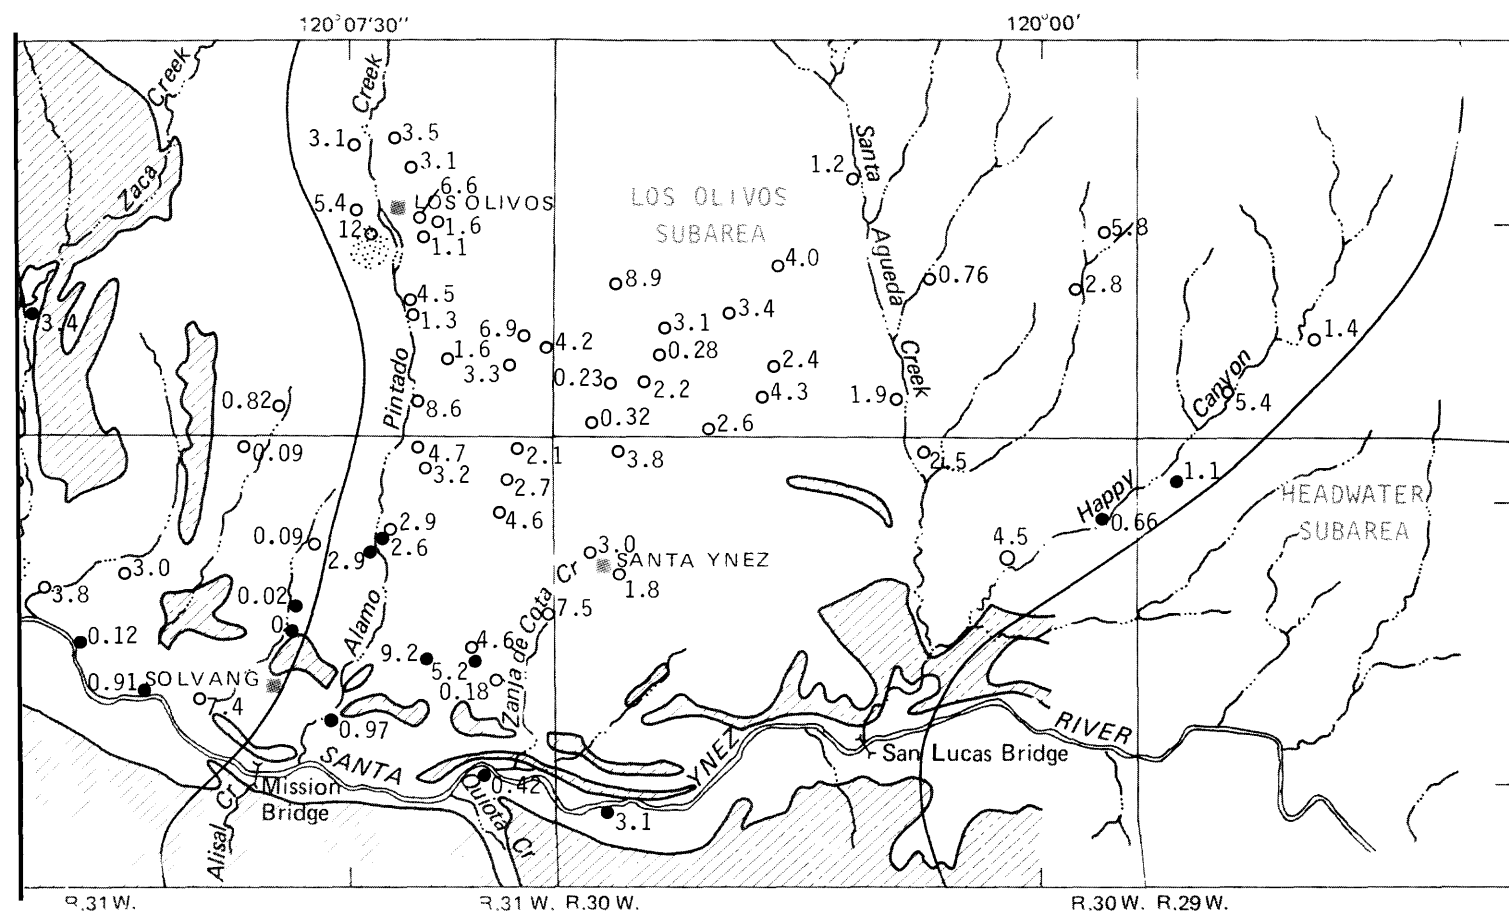 120°07'30"
120°00'
Creek
Creek
Zaca
3.1
3.5
3.1
6.6
5.4
LOS OLIVOS
12
1.6
1.1
LOS OLIVOS
SUBAREA
1.2
Santa
Agueda
Creek
5.8
4.0
8.9
0.76
2.8
3.4
4.5
1.3
3.4
3.1
1.4
6.9
4.2
1.6
0.28
3.3
2.4
0.23
2.2
4.3
1.9
Canyon
5.4
0.82
Pintado
8.6
0.32
2.6
0.09
4.7
2.1
3.8
2.5
3.2
2.7
1.1
Happy
HEADWATER
SUBAREA
4.6
0.66
0.09
2.9
2.6
2.9
3.0
4.5
SANTA YNEZ
3.0
3.8
1.8
Zanja de Cota Cr
7.5
0.02
0
Alamo
0.12
4.6
9.2
5.2
0.18
0.91
SOLVANG
7.4
0.97
SANTA
YNEZ
RIVER
San Lucas Bridge
Mission
Bridge
0.42
Quiota Cr
3.1
Alisal Cr
R.31 W.
R.31 W. R.30 W.
R.30 W. R.29 W.